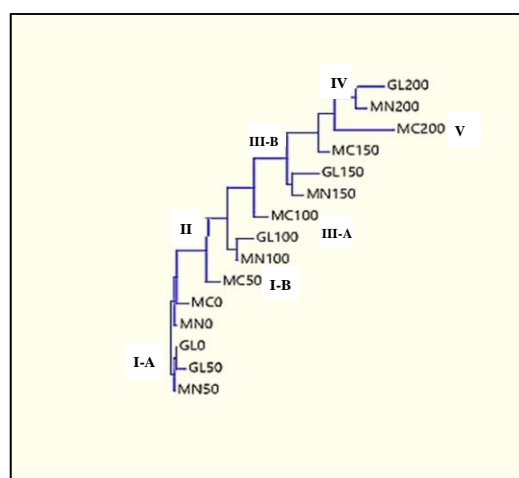 IV
GL200
MN200
MC200
V
III-B
MC150
GL150
MN150
MC100
III-A
II
GL100
MN100
MC50
I-B
MC0
MN0
GL0
I-A
GL50
MN50